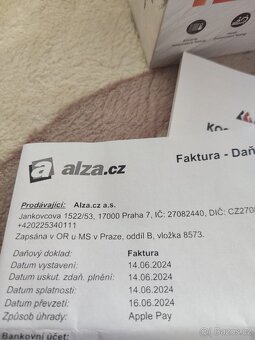 alza.cz
Faktura - Daň
Prodávající: Alza.cz a.s.
Jankovcova 1522/53, 17000 Praha 7, IČ: 27082440, DIČ: CZ2708
+420225340111
Zapsána v OR u MS v Praze, oddíl B, vložka 8573.
Daňový doklad: Faktura
Datum vystavení: 14.06.2024
Datum uskut. zdaň. plnění: 14.06.2024
Datum splatnosti: 14.06.2024
Datum převzetí: 16.06.2024
Způsob úhrady: Apple Pay
Bankovní účet: